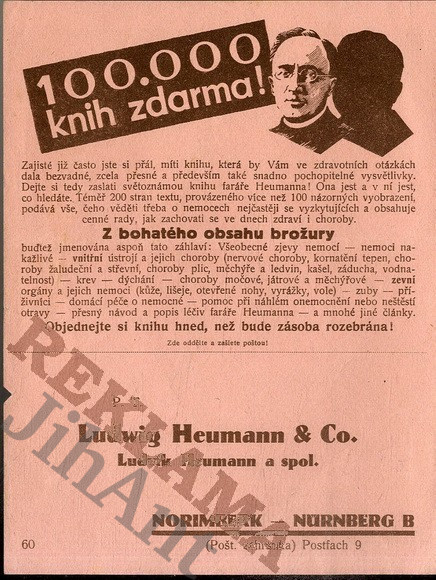 100.000
knih zdarma!
Zajisté již často jste si přál, míti knihu, která by Vám ve zdravotních otázkách
dala bezvadné, zcela přesné a především také snadno pochopitelné vysvětlivky.
Dejte si tedy zaslati světoznámou knihu faráře Heumanna! Ona jest a v ní jest,
co hledáte. Téměř 200 stran textu, provázeného více než 100 názornými vyobrazení,
podává vše, čeho věděti třeba o nemocech nejčastěji se vyzkytujících a obsahuje
cenné rady, jak zachovati se ve dnech zdraví i choroby.
Z bohatého obsahu brožury
buďtež jmenována aspoň tato záhlaví: Všeobecné zjevy nemocí — nemoci na-
kažlivé — vnitřní ústrojí a jejich choroby (nervové choroby, kornatění tepen, cho-
roby žaludeční a střevní, choroby plic, měchýře a ledvin, kašel, záducha, vodna-
telnost) — krev — dýchání — choroby močové, játrové a měchýřové — zevní
orgány a jejich nemoci (kůže, lišeje, otevřené nohy, vyrážky, vole) — zuby — pří-
živníci — domácí péče o nemocné — pomoc při náhlém onemocnění nebo neštěstí
otravy — přesný návod a popis léčiv faráře Heumanna — a mnohé jiné články.
Objednejte si knihu hned, než bude zásoba rozebrána!
Zde oddělte a zašlete poštou!
REKLAMA
JihAnt
Ludwig Heumann & Co.
Ludvík Heumann a spol.
NORIMBERK — NÜRNBERG B
60
(Pošt. schránka) Postfach 9